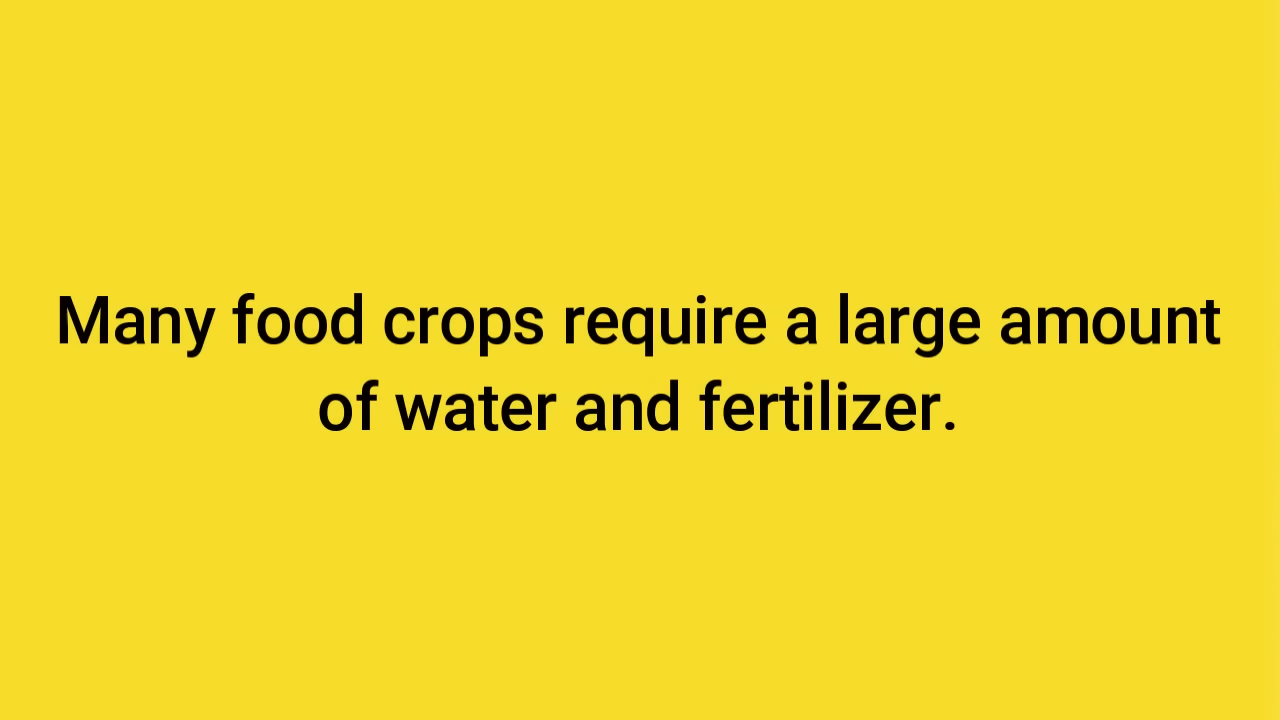 Many food crops require a large amount
of water and fertilizer.